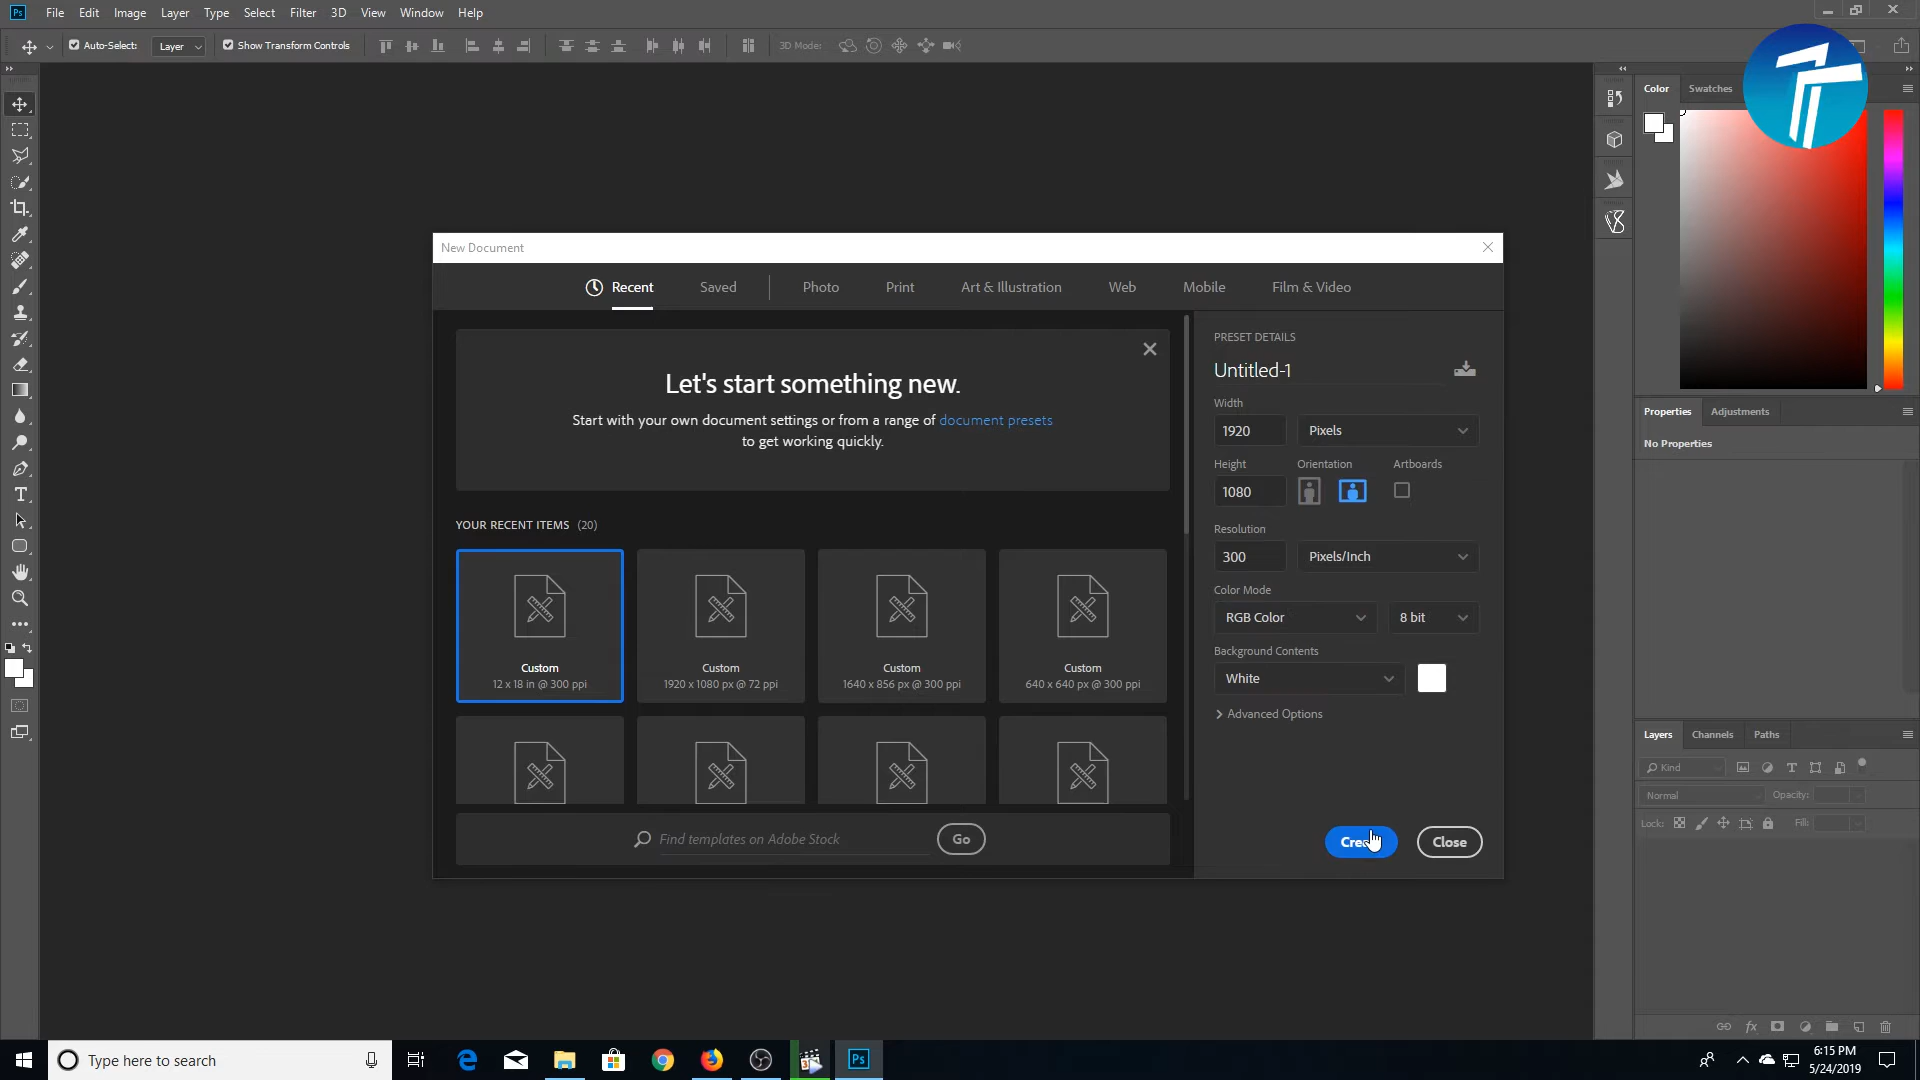 Ps File Edit Image Layer Type Select Filter 3D View Window Help
Auto-Select: Layer Show Transform Controls 3D Mode:
Color Swatches
New Document
Recent Saved Photo Print Art & Illustration Web Mobile Film & Video
Let's start something new.
Start with your own document settings or from a range of document presets
to get working quickly.
YOUR RECENT ITEMS (20)
Custom
12 x 18 in @ 300 ppi
Custom
1920 x 1080 px @ 72 ppi
Custom
1640 x 856 px @ 300 ppi
Custom
640 x 640 px @ 300 ppi
Find templates on Adobe Stock Go
PRESET DETAILS
Untitled-1
Width
1920 Pixels
Height Orientation Artboards
1080
Resolution
300 Pixels/Inch
Color Mode
RGB Color 8 bit
Background Contents
White
Advanced Options
Close
Properties Adjustments
No Properties
Layers Channels Paths
Kind
Normal Opacity:
Lock: Fill:
Type here to search
Ps
6:15 PM
5/24/2019